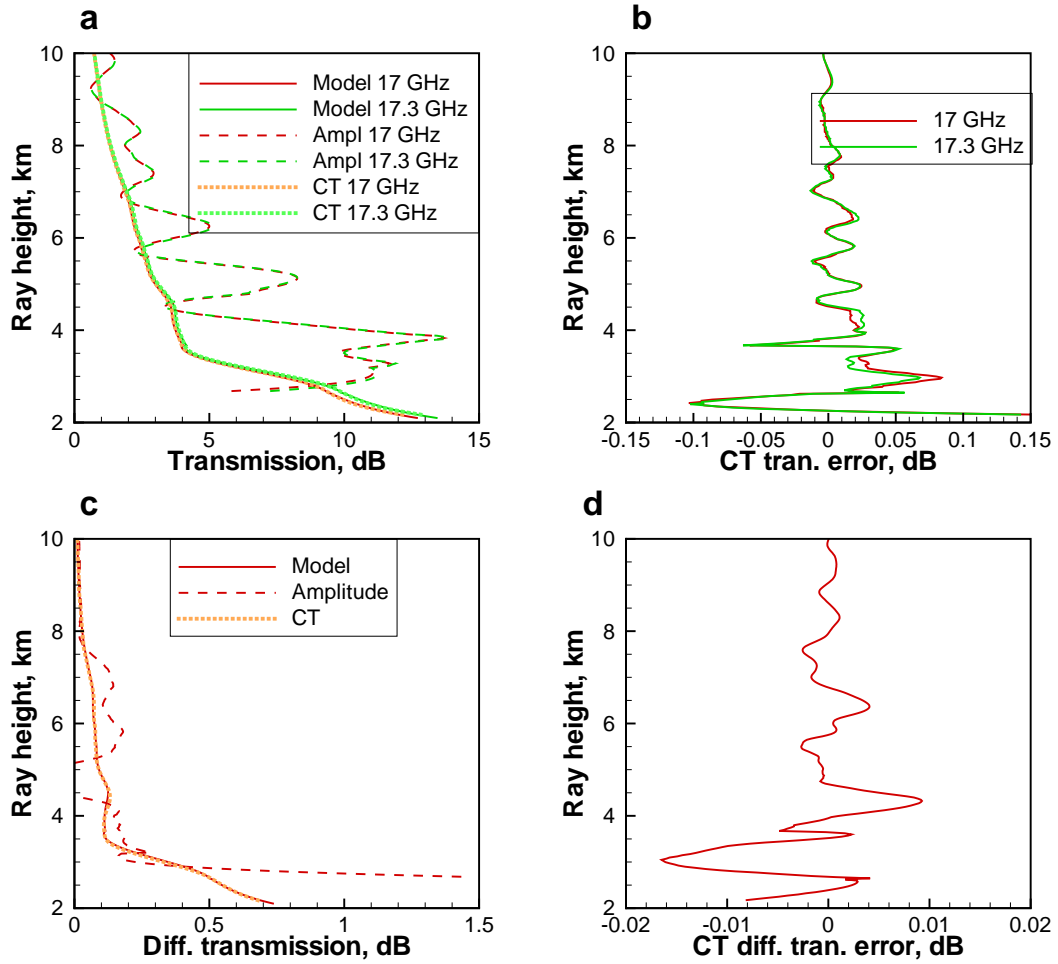 a
Ray height, km
10
8
6
4
2
0
5
10
15
Transmission, dB
Model 17 GHz
Model 17.3 GHz
Ampl 17 GHz
Ampl 17.3 GHz
CT 17 GHz
CT 17.3 GHz
b
Ray height, km
10
8
6
4
2
-0.15
-0.1
-0.05
0
0.05
0.1
0.15
CT tran. error, dB
17 GHz
17.3 GHz
c
Ray height, km
10
8
6
4
2
0
0.5
1
1.5
Diff. transmission, dB
Model
Amplitude
CT
d
Ray height, km
10
8
6
4
2
-0.02
-0.01
0
0.01
0.02
CT diff. tran. error, dB